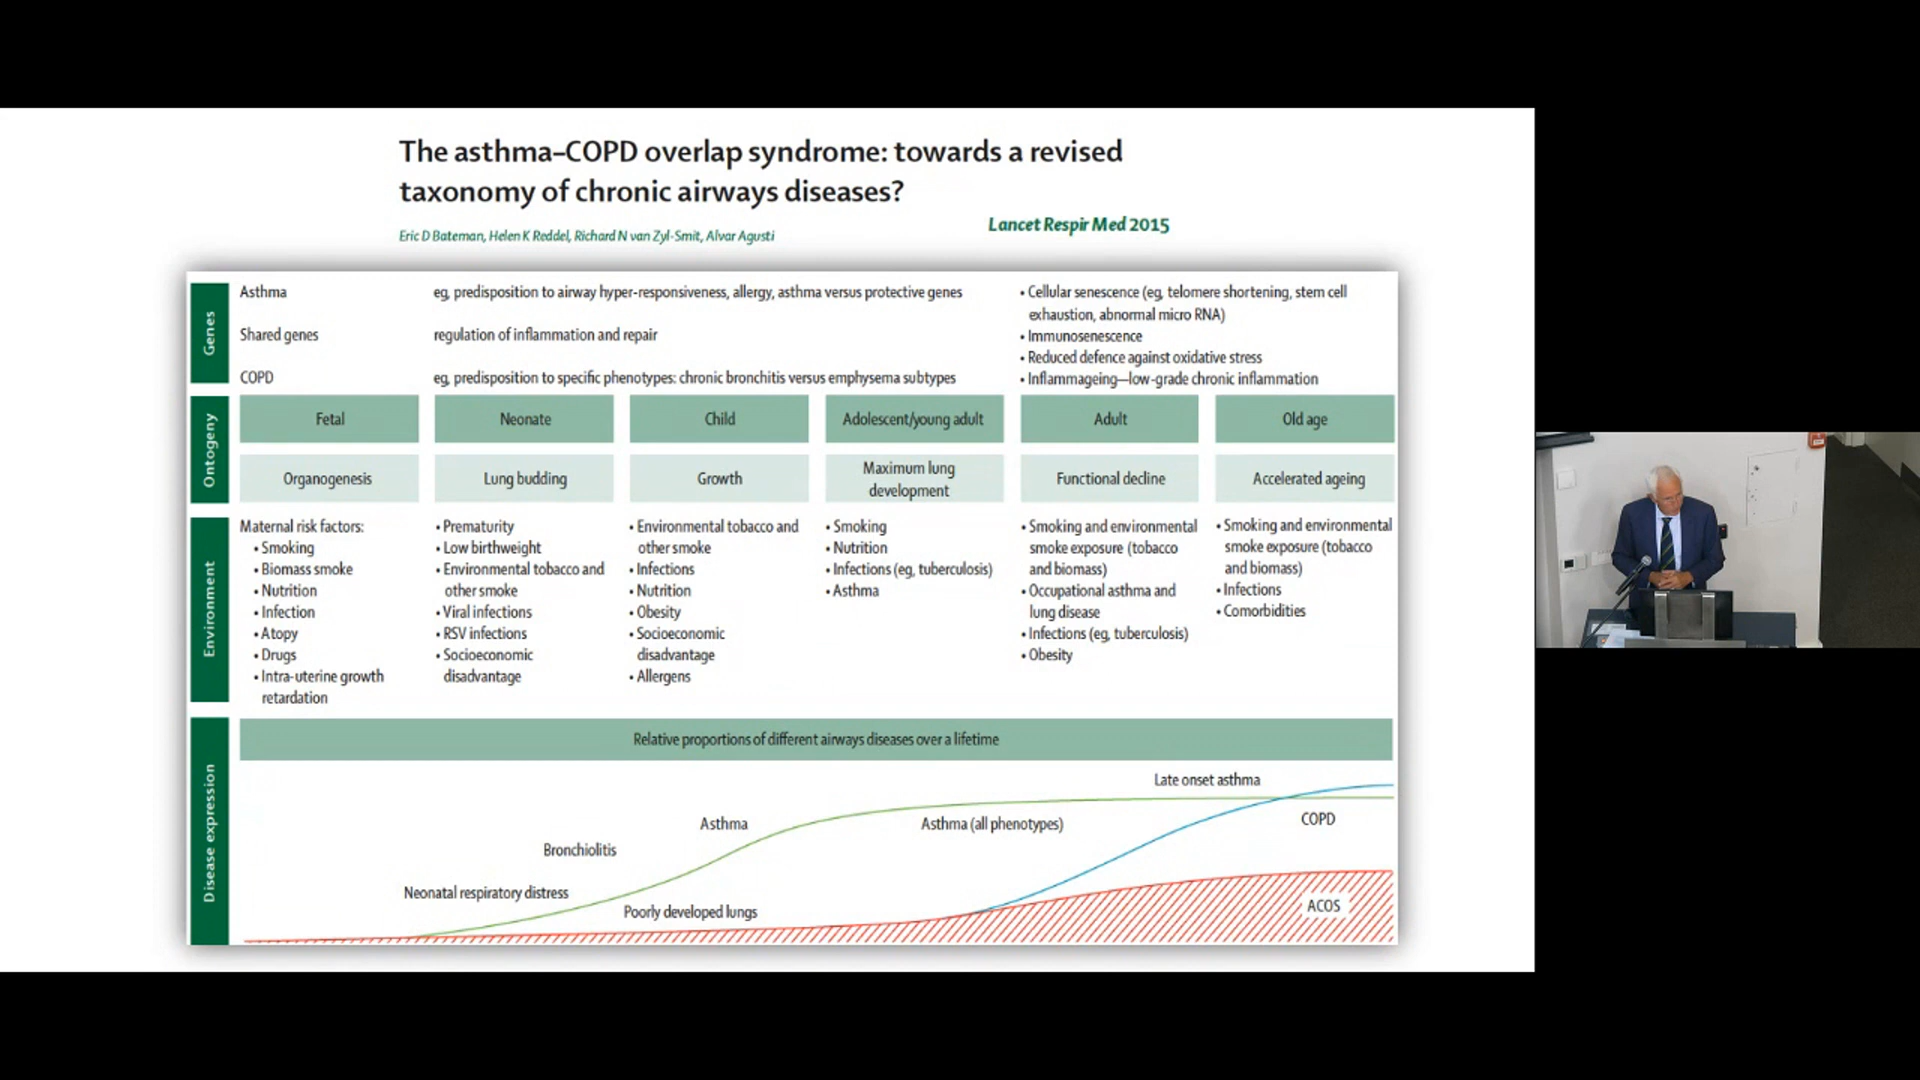 The asthma–COPD overlap syndrome: towards a revised
taxonomy of chronic airways diseases?
Eric D Bateman, Helen K Reddel, Richard N van Zyl-Smit, Alvar Agusti
Lancet Respir Med 2015
Genes
Asthma
eg, predisposition to airway hyper-responsiveness, allergy, asthma versus protective genes
Shared genes
regulation of inflammation and repair
COPD
eg, predisposition to specific phenotypes: chronic bronchitis versus emphysema subtypes
• Cellular senescence (eg, telomere shortening, stem cell
exhaustion, abnormal micro RNA)
• Immunosenescence
• Reduced defence against oxidative stress
• Inflammageing—low-grade chronic inflammation
Ontogeny
Fetal
Neonate
Child
Adolescent/young adult
Adult
Old age
Organogenesis
Lung budding
Growth
Maximum lung
development
Functional decline
Accelerated ageing
Environment
Maternal risk factors:
• Smoking
• Biomass smoke
• Nutrition
• Infection
• Atopy
• Drugs
• Intra-uterine growth
retardation
• Prematurity
• Low birthweight
• Environmental tobacco and
other smoke
• Viral infections
• RSV infections
• Socioeconomic
disadvantage
• Environmental tobacco and
other smoke
• Infections
• Nutrition
• Obesity
• Socioeconomic
disadvantage
• Allergens
• Smoking
• Nutrition
• Infections (eg, tuberculosis)
• Asthma
• Smoking and environmental
smoke exposure (tobacco
and biomass)
• Occupational asthma and
lung disease
• Infections (eg, tuberculosis)
• Obesity
• Smoking and environmental
smoke exposure (tobacco
and biomass)
• Infections
• Comorbidities
Disease expression
Relative proportions of different airways diseases over a lifetime
Late onset asthma
Asthma
Asthma (all phenotypes)
COPD
Bronchiolitis
Neonatal respiratory distress
Poorly developed lungs
ACOS